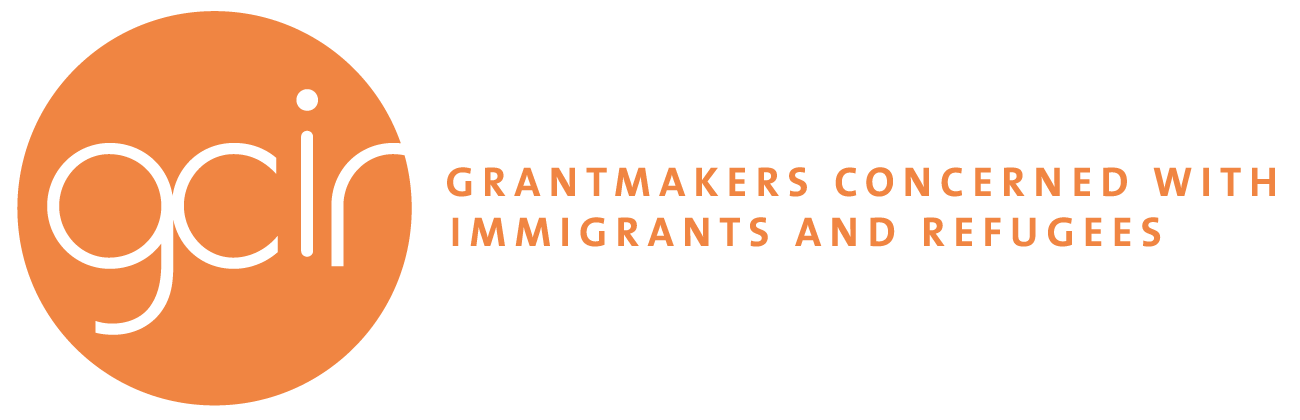 gcir
GRANTMAKERS CONCERNED WITH
IMMIGRANTS AND REFUGEES